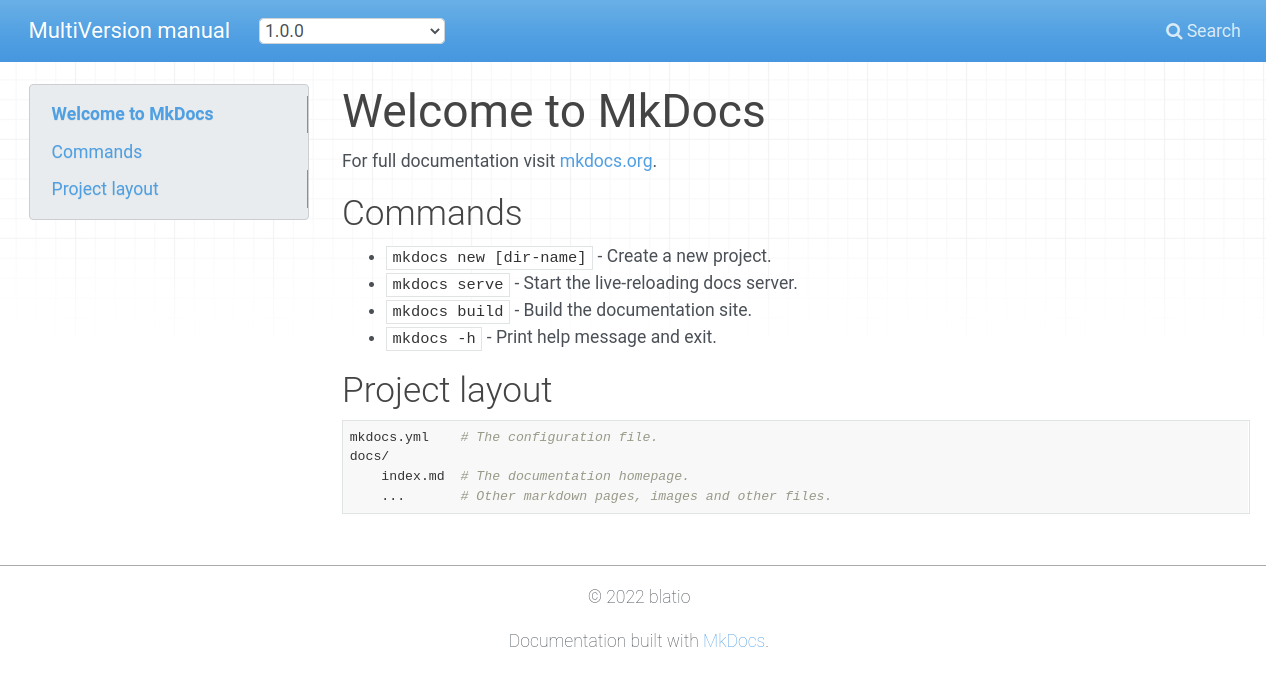 MultiVersion manual 1.0.0 Search
Welcome to MkDocs
Commands
Project layout
Welcome to MkDocs
For full documentation visit mkdocs.org.
Commands
mkdocs new [dir-name] - Create a new project.
mkdocs serve - Start the live-reloading docs server.
mkdocs build - Build the documentation site.
mkdocs -h - Print help message and exit.
Project layout
mkdocs.yml    # The configuration file.
docs/
    index.md  # The documentation homepage.
    ...       # Other markdown pages, images and other files.
© 2022 blatio
Documentation built with MkDocs.